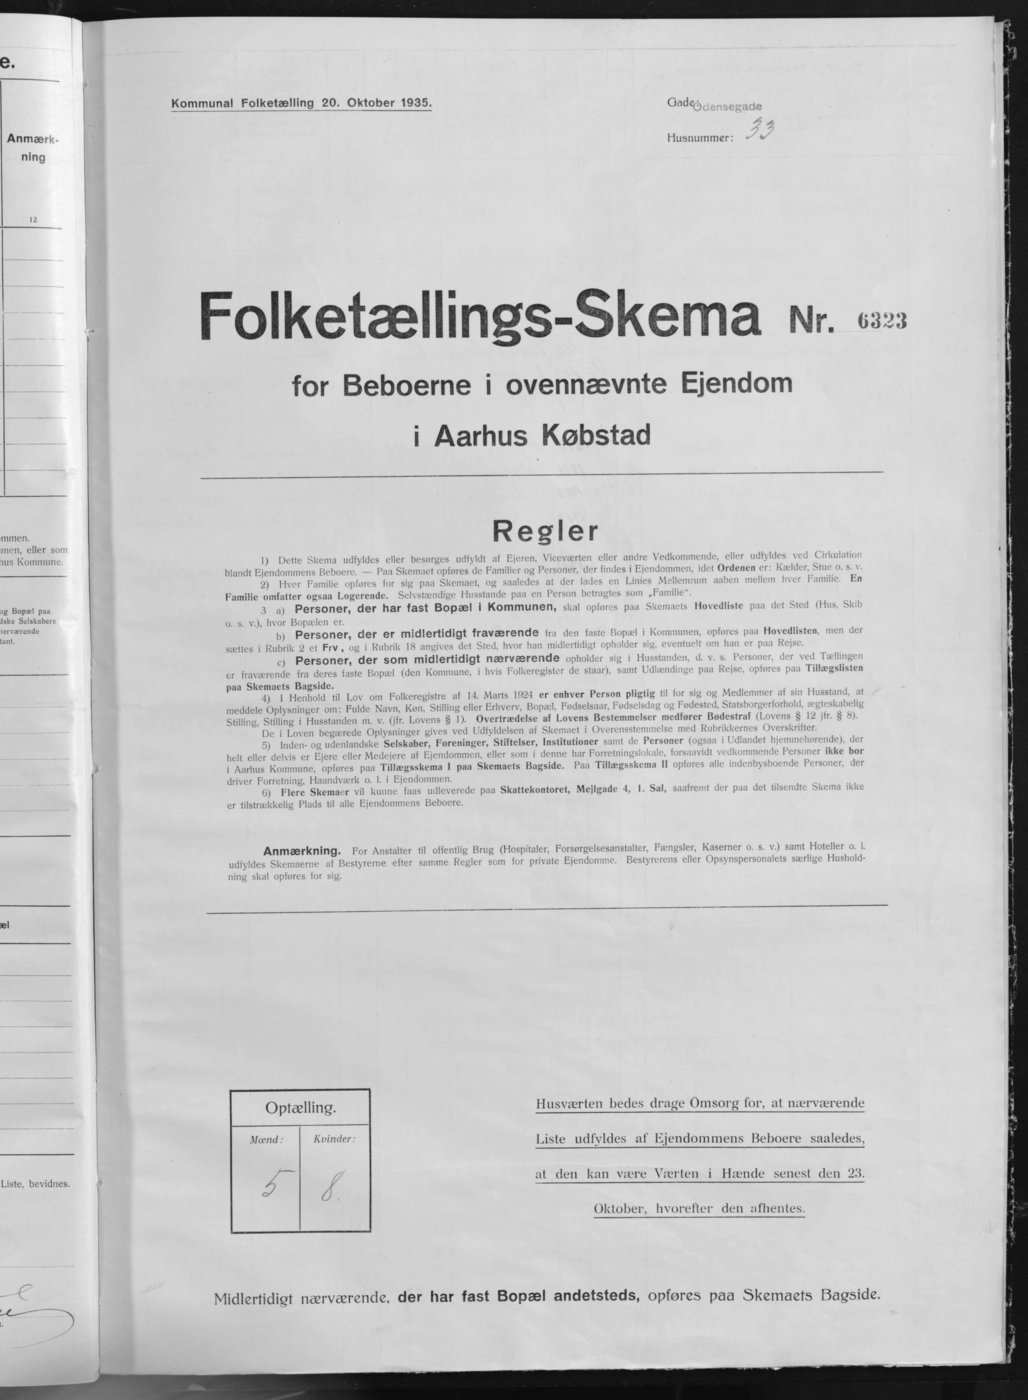 e.
Anmærk-
ning
12
ommen.
men, eller som
hus Kommune.
og Bopæl paa
dske Selskabers
nærværende
tant.
æl
Liste, bevidnes.
Kommunal Folketælling 20. Oktober 1935.
Gade: Odensegade
Husnummer: 33
Folketællings-Skema Nr. 6323
for Beboerne i ovennævnte Ejendom
i Aarhus Købstad
Regler
1) Dette Skema udfyldes eller besørges udfyldt af Ejeren, Viceværten eller andre Vedkommende, eller udfyldes ved Cirkulation
blandt Ejendommens Beboere. — Paa Skemaet opføres de Familier og Personer, der findes i Ejendommen, idet Ordenen er: Kælder, Stue o. s. v.
2) Hver Familie opføres for sig paa Skemaet, og saaledes at der lades en Linies Mellemrum aaben mellem hver Familie. En
Familie omfatter ogsaa Logerende. Selvstændige Husstande paa en Person betragtes som „Familie“.
3 a) Personer, der har fast Bopæl i Kommunen, skal opføres paa Skemaets Hovedliste paa det Sted (Hus, Skib
o. s. v.), hvor Bopælen er.
b) Personer, der er midlertidigt fraværende fra den faste Bopæl i Kommunen, opføres paa Hovedlisten, men der
sættes i Rubrik 2 et Frv , og i Rubrik 18 angives det Sted, hvor han midlertidigt opholder sig, eventuelt om han er paa Rejse.
c) Personer, der som midlertidigt nærværende opholder sig i Husstanden, d. v. s. Personer, der ved Tællingen
er fraværende fra deres faste Bopæl (den Kommune, i hvis Folkeregister de staar), samt Udlændinge paa Rejse, opføres paa Tillægslisten
paa Skemaets Bagside.
4) I Henhold til Lov om Folkeregistre af 14. Marts 1924 er enhver Person pligtig til for sig og Medlemmer af sin Husstand, at
meddele Oplysninger om: Fulde Navn, Køn, Stilling eller Erhverv, Bopæl, Fødselsaar, Fødselsdag og Fødested, Statsborgerforhold, ægteskabelig
Stilling, Stilling i Husstanden m. v. (jfr. Lovens § 1). Overtrædelse af Lovens Bestemmelser medfører Bødestraf (Lovens § 12 jfr. § 8).
De i Loven begærede Oplysninger gives ved Udfyldelsen af Skemaet i Overensstemmelse med Rubrikkernes Overskrifter.
5) Inden- og udenlandske Selskaber, Foreninger, Stiftelser, Institutioner samt de Personer (ogsaa i Udlandet hjemmehørende), der
helt eller delvis er Ejere eller Medejere af Ejendommen, eller som i denne har Forretningslokale, forsaavidt vedkommende Personer ikke bor
i Aarhus Kommune, opføres paa Tillægsskema I paa Skemaets Bagside. Paa Tillægsskema II opføres alle indenbysboende Personer, der
driver Forretning, Haandværk o. l. i Ejendommen.
6) Flere Skemaer vil kunne faas udleverede paa Skattekontoret, Mejlgade 4, 1. Sal, saafremt der paa det tilsendte Skema ikke
er tilstrækkelig Plads til alle Ejendommens Beboere.
Anmærkning. For Anstalter til offentlig Brug (Hospitaler, Forsørgelsesanstalter, Fængsler, Kaserner o. s. v.) samt Hoteller o. l.
udfyldes Skemaerne af Bestyrerne efter samme Regler som for private Ejendomme. Bestyrerens eller Opsynspersonalets særlige Hushold-
ning skal opføres for sig.
Optælling.
Mænd: Kvinder:
5 8
Husværten bedes drage Omsorg for, at nærværende
Liste udfyldes af Ejendommens Beboere saaledes,
at den kan være Værten i Hænde senest den 23.
Oktober, hvorefter den afhentes.
Midlertidigt nærværende, der har fast Bopæl andetsteds, opføres paa Skemaets Bagside.